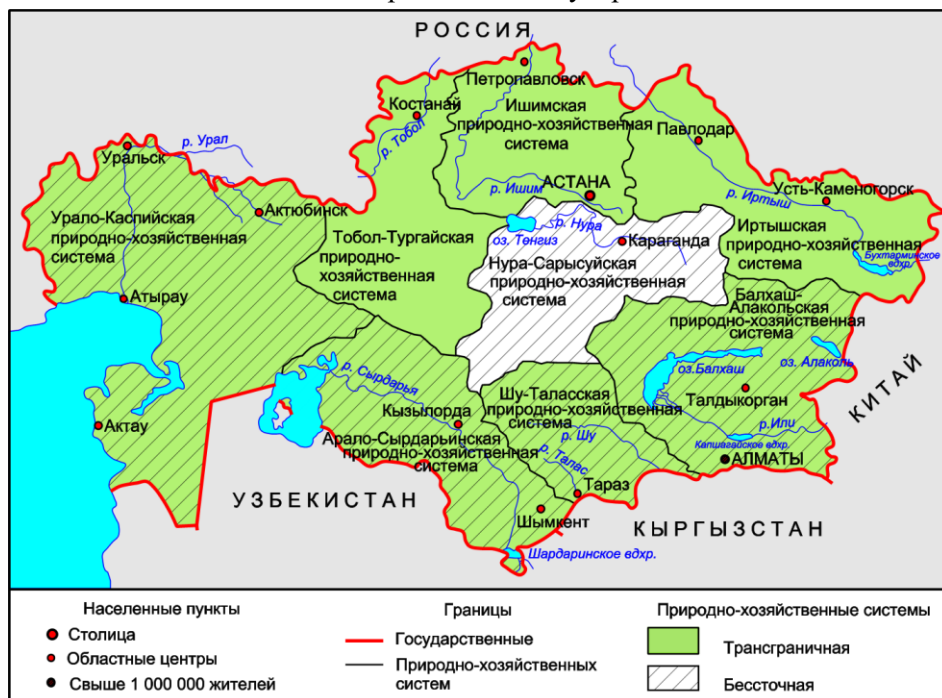 РОССИЯ
Петропавловск
Костанай
р. Тобол
Ишимская
природно-хозяйственная
система
Павлодар
р. Урал
Уральск
АСТАНА
р. Ишим
р. Иртыш
Усть-Каменогорск
Актюбинск
Урало-Каспийская
природно-хозяйственная
система
Тобол-Тургайская
природно-
хозяйственная
система
р. Нура
оз. Тенгиз
Караганда
Нура-Сарысуйская
природно-хозяйственная
система
Иртышская
природно-хозяйственная
система
Бухтарминское
вдхр.
Атырау
Балхаш-
Алакольская
природно-хозяйственная
система
оз. Алаколь
оз.Балхаш
КИТАЙ
р. Сырдарья
Шу-Таласская
природно-хозяйственная
система
Талдыкорган
Кызылорда
Актау
Арало-Сырдарьинская
природно-хозяйственная
система
р. Шу
р.Или
Капшагайское вдхр.
АЛМАТЫ
р. Талас
Тараз
УЗБЕКИСТАН
Шымкент
КЫРГЫЗСТАН
Шардаринское вдхр.
Населенные пункты
Столица
Областные центры
Свыше 1 000 000 жителей
Границы
Государственные
Природно-хозяйственных
систем
Природно-хозяйственные системы
Трансграничная
Бессточная